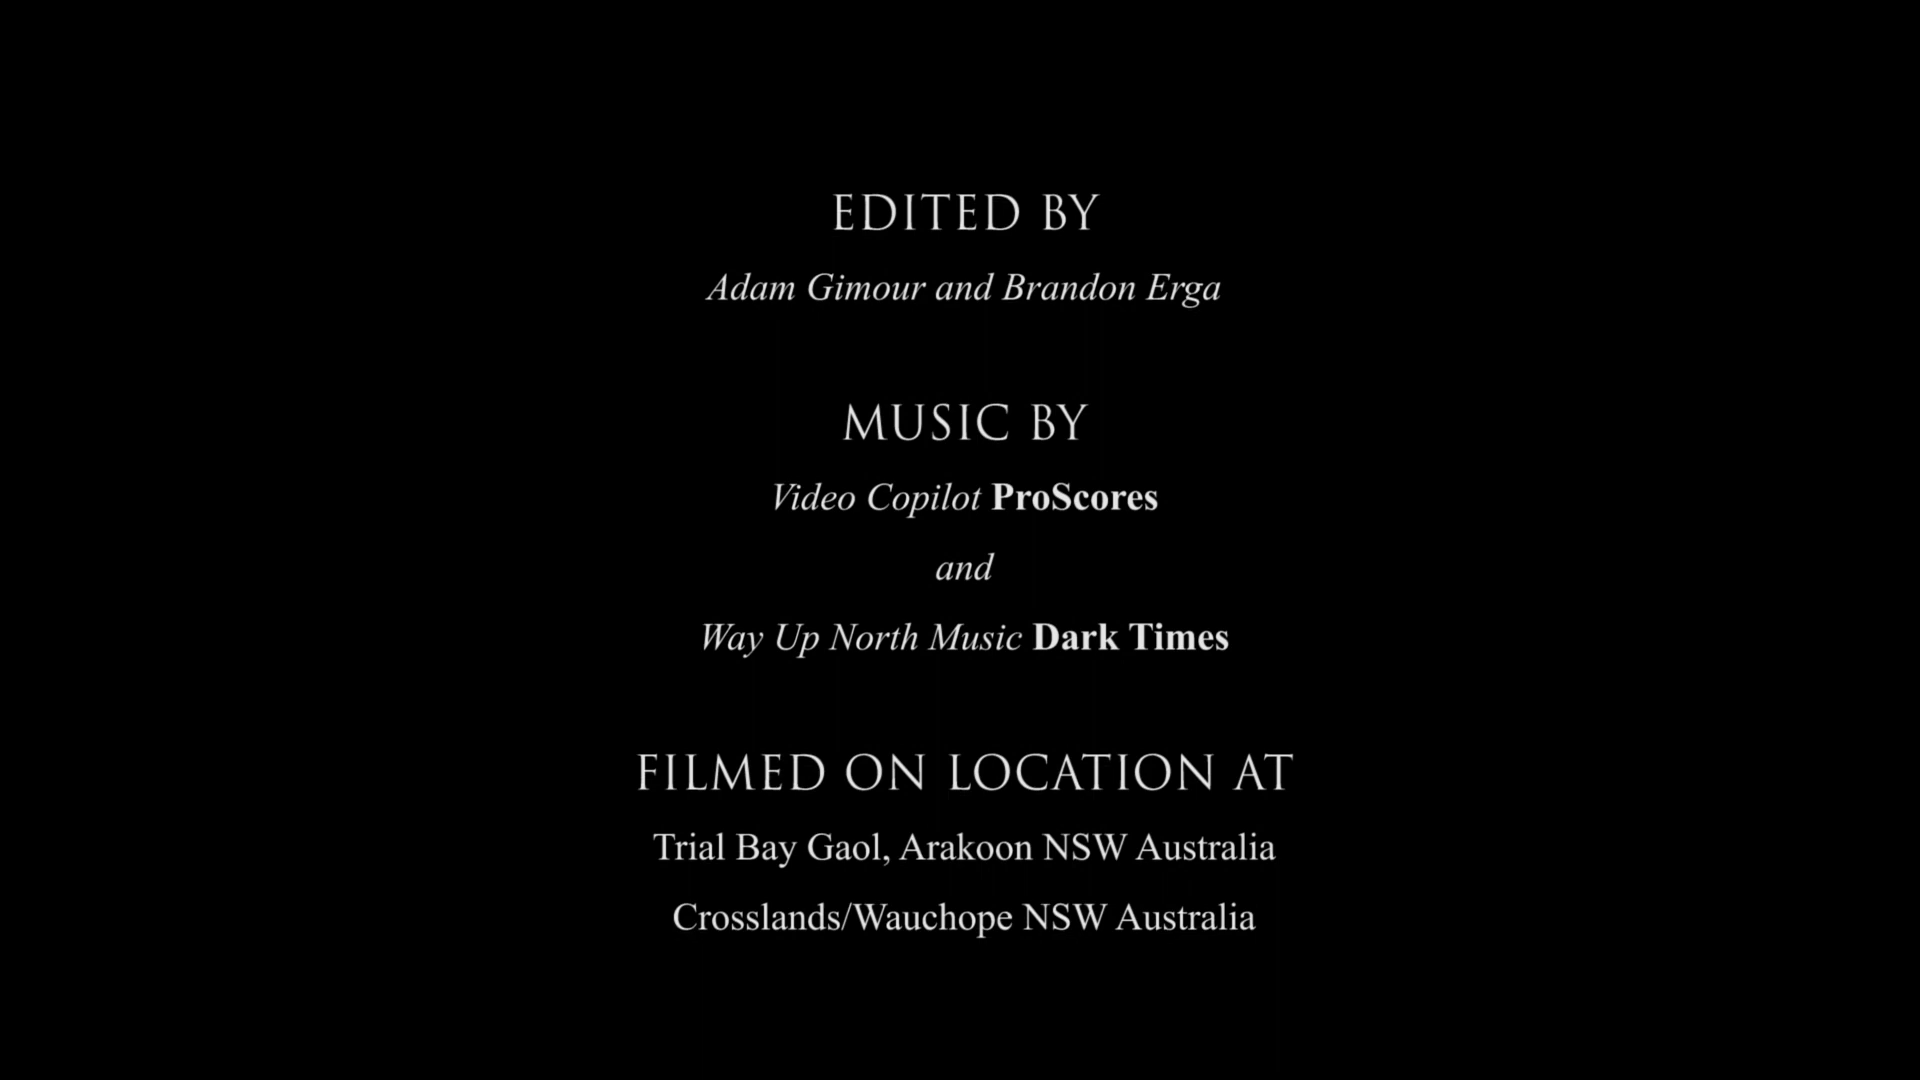 EDITED BY
Adam Gimour and Brandon Erga
MUSIC BY
Video Copilot ProScores
and
Way Up North Music Dark Times
FILMED ON LOCATION AT
Trial Bay Gaol, Arakoon NSW Australia
Crosslands/Wauchope NSW Australia